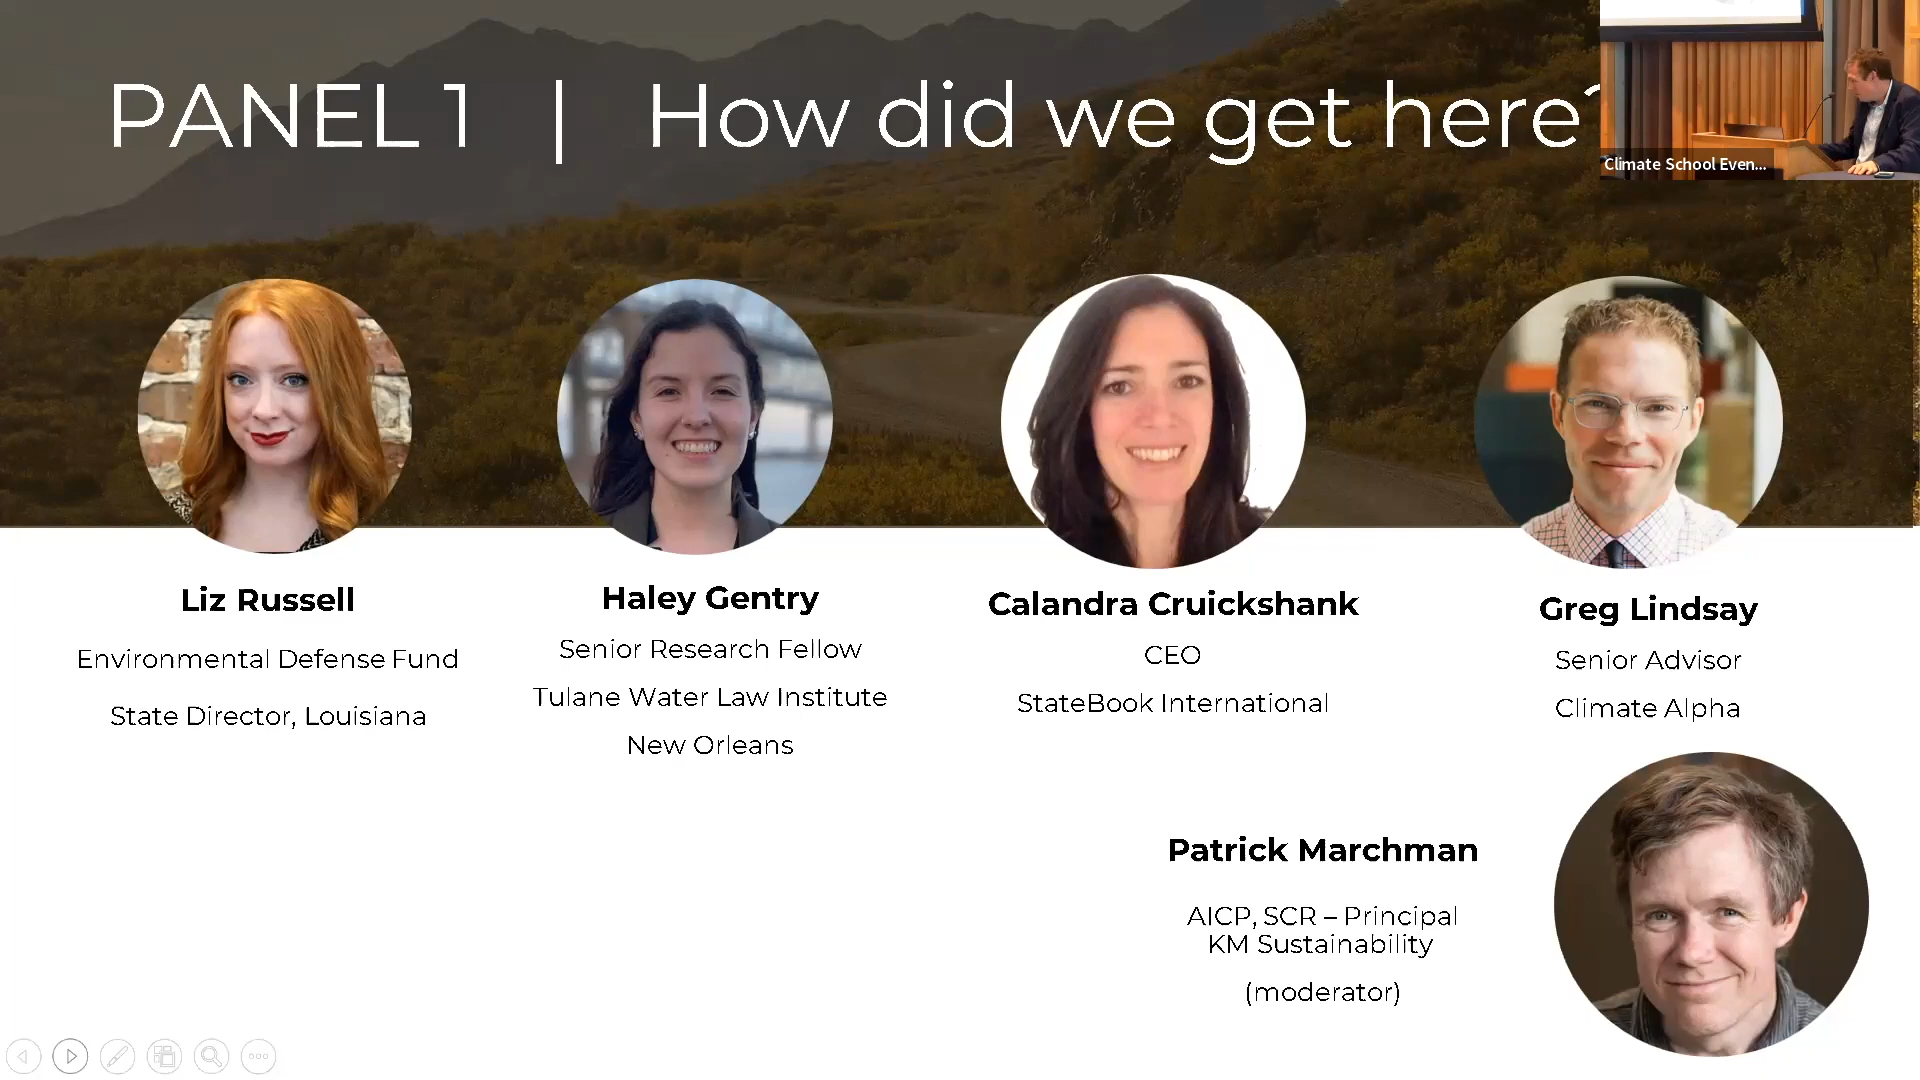 PANEL 1 | How did we get here?
Climate School Even...
Liz Russell
Environmental Defense Fund
State Director, Louisiana
Haley Gentry
Senior Research Fellow
Tulane Water Law Institute
New Orleans
Calandra Cruickshank
CEO
StateBook International
Greg Lindsay
Senior Advisor
Climate Alpha
Patrick Marchman
AICP, SCR – Principal
KM Sustainability
(moderator)